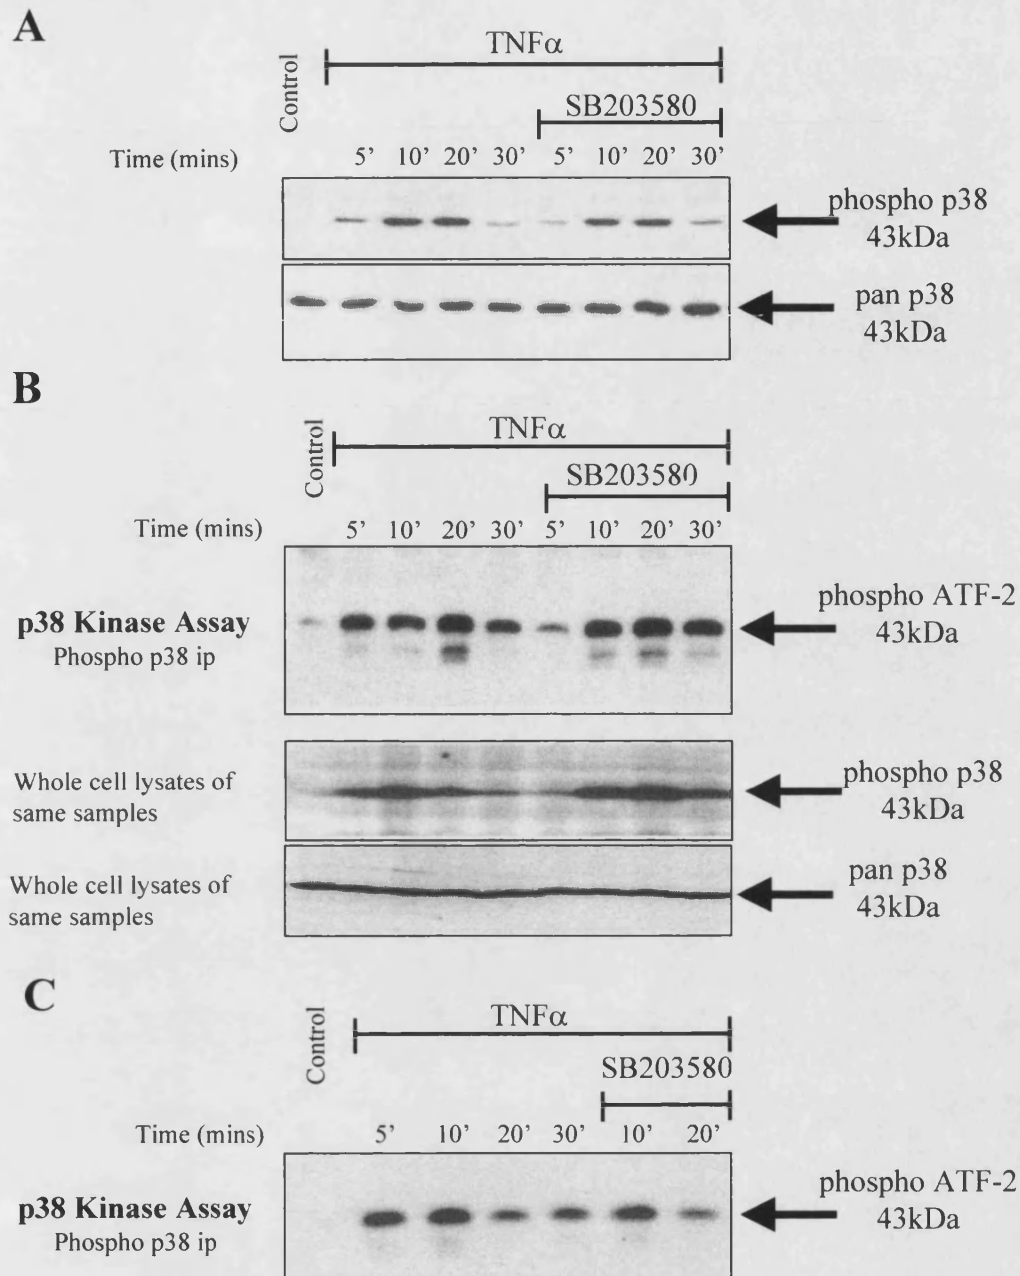 A
Control
TNFα
SB203580
Time (mins) 5' 10' 20' 30' 5' 10' 20' 30'
phospho p38
43kDa
pan p38
43kDa
B
Control
TNFα
SB203580
Time (mins) 5' 10' 20' 30' 5' 10' 20' 30'
p38 Kinase Assay
Phospho p38 ip
phospho ATF-2
43kDa
Whole cell lysates of
same samples
phospho p38
43kDa
Whole cell lysates of
same samples
pan p38
43kDa
C
Control
TNFα
SB203580
Time (mins) 5' 10' 20' 30' 10' 20'
p38 Kinase Assay
Phospho p38 ip
phospho ATF-2
43kDa